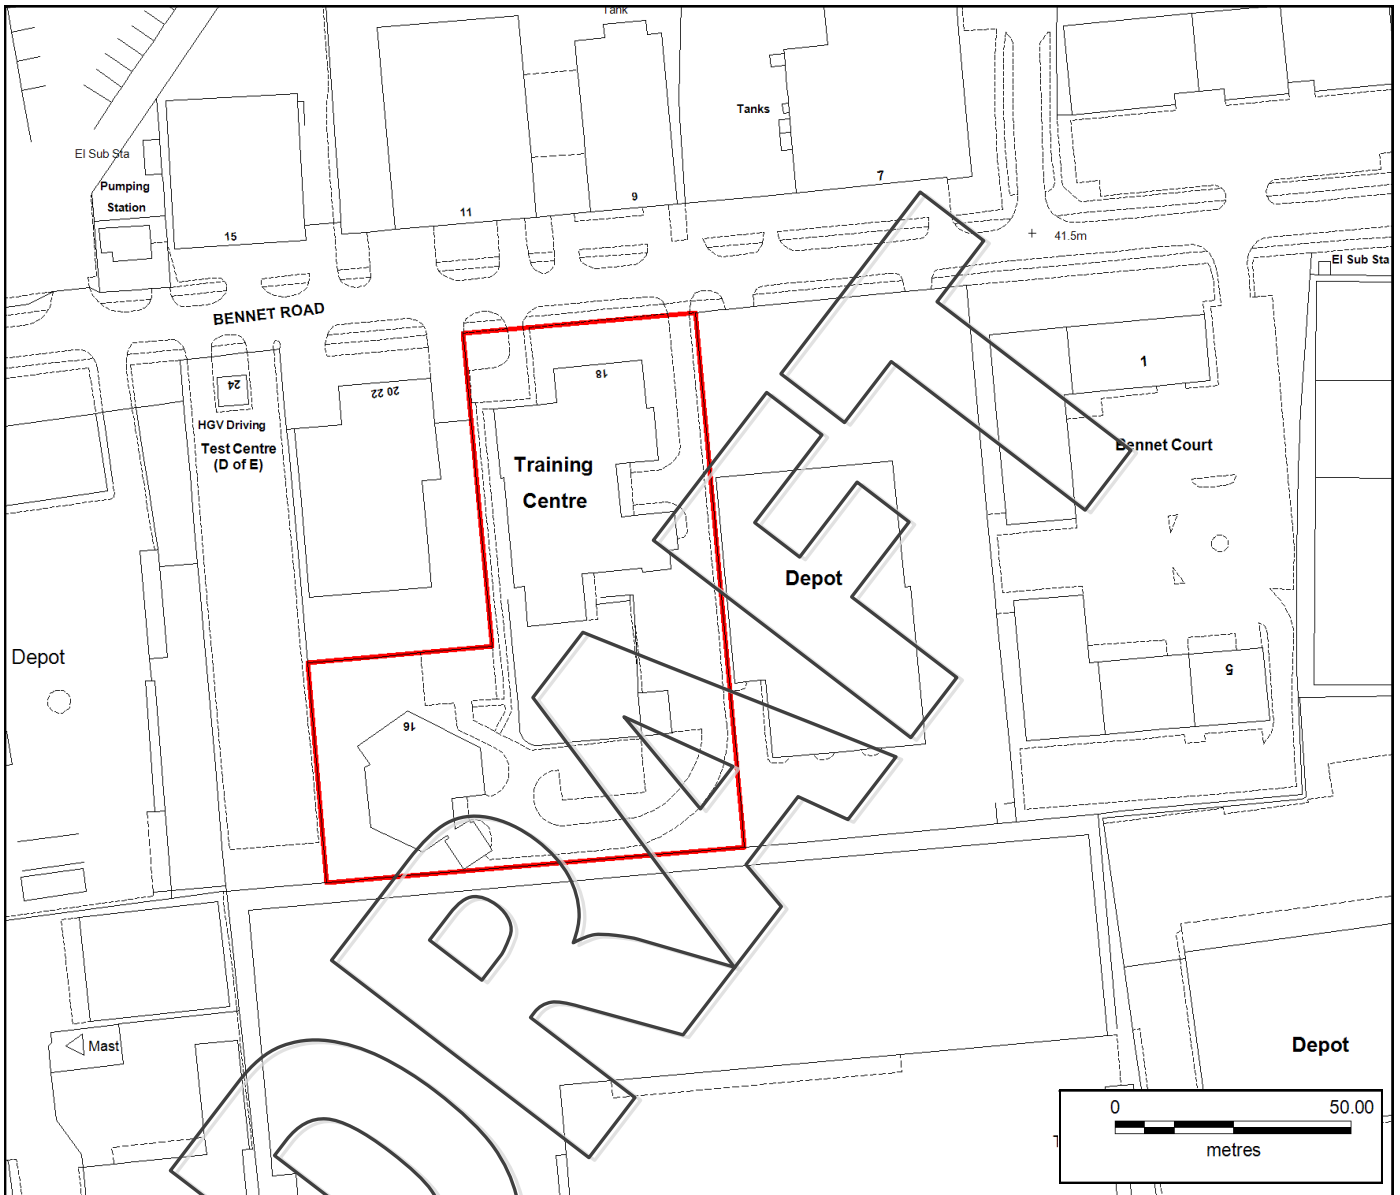 Tank
Tanks
El Sub Sta
Pumping
Station
7
9
11
15
41.5m
El Sub Sta
BENNET ROAD
1
18
24
20 22
HGV Driving
Test Centre
(D of E)
Bennet Court
Training
Centre
Depot
Depot
5
16
Mast
Depot
0 50.00
metres
DRAFT